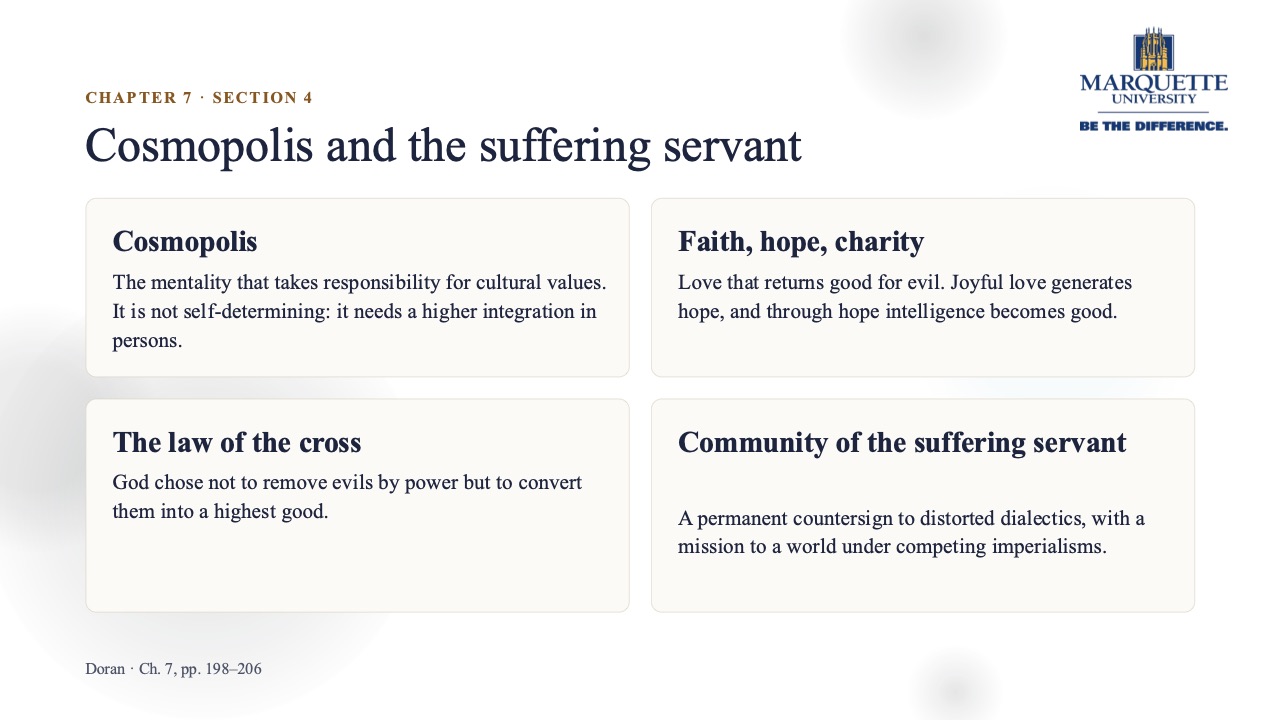 MARQUETTE
UNIVERSITY
BE THE DIFFERENCE.
CHAPTER 7 · SECTION 4
Cosmopolis and the suffering servant
Cosmopolis
The mentality that takes responsibility for cultural values.
It is not self-determining: it needs a higher integration in
persons.
Faith, hope, charity
Love that returns good for evil. Joyful love generates
hope, and through hope intelligence becomes good.
The law of the cross
God chose not to remove evils by power but to convert
them into a highest good.
Community of the suffering servant
A permanent countersign to distorted dialectics, with a
mission to a world under competing imperialisms.
Doran · Ch. 7, pp. 198–206